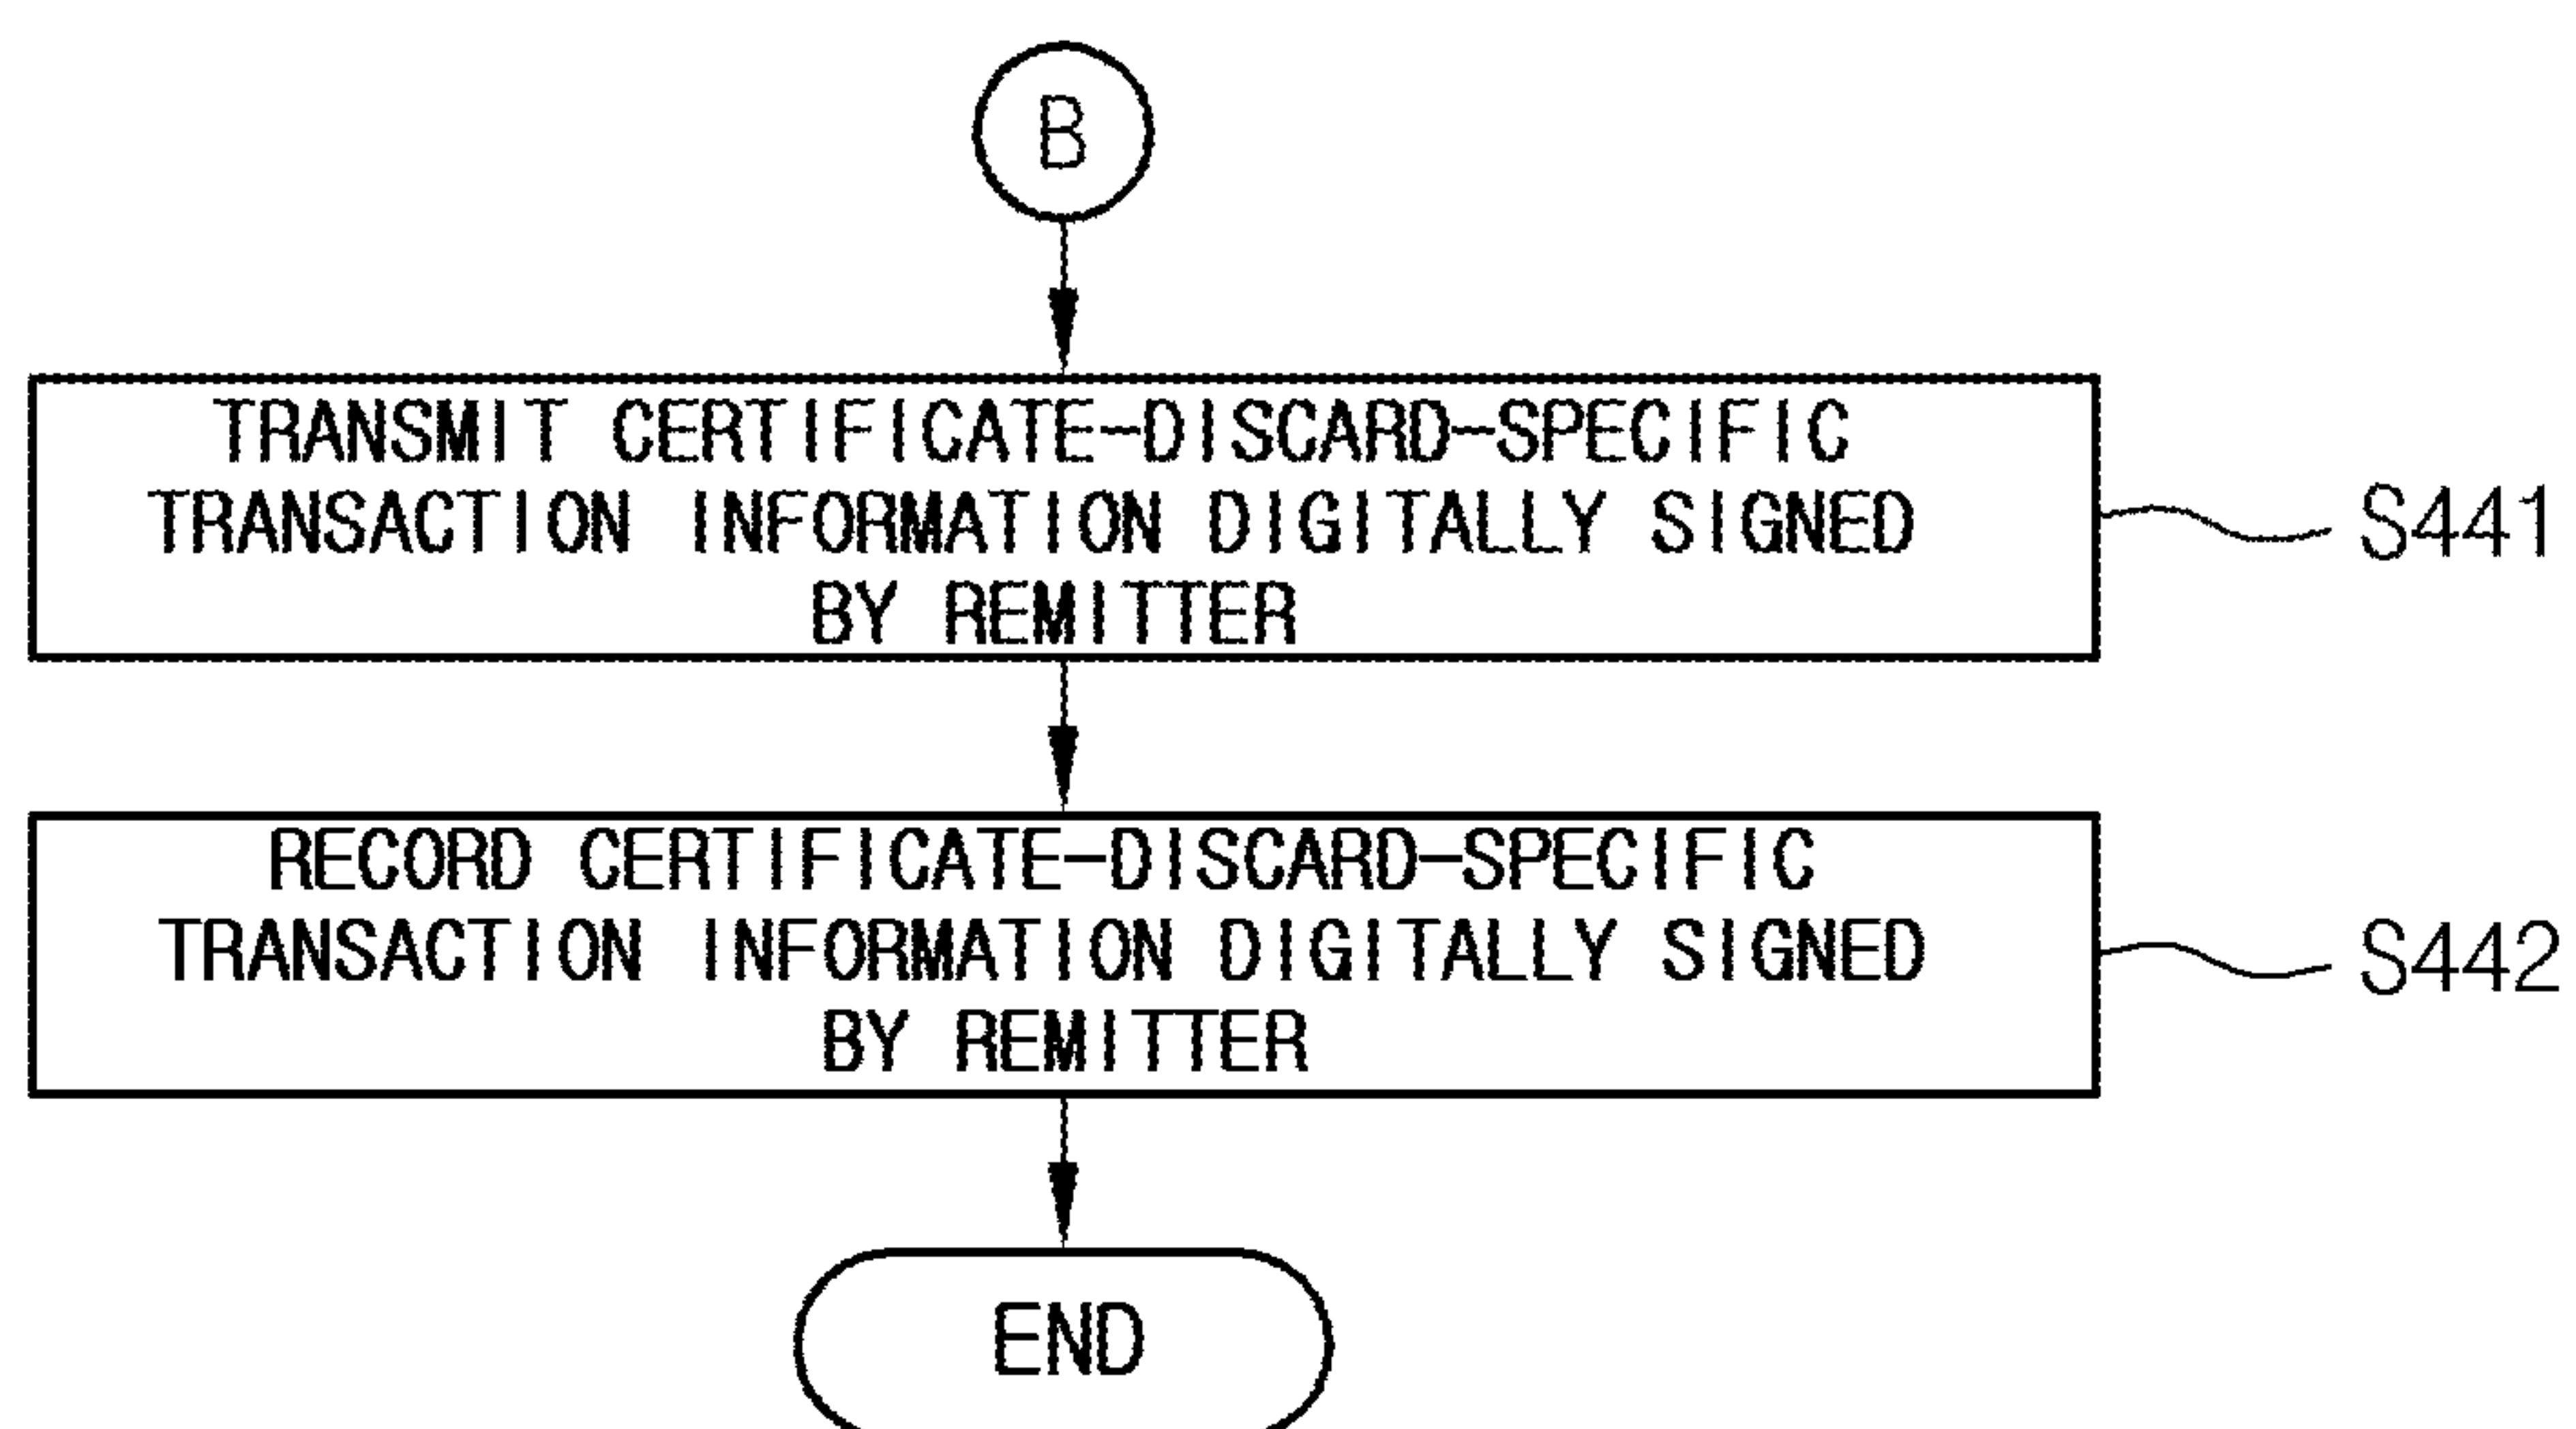 B
TRANSMIT CERTIFICATE-DISCARD-SPECIFIC
TRANSACTION INFORMATION DIGITALLY SIGNED
BY REMITTER
S441
RECORD CERTIFICATE-DISCARD-SPECIFIC
TRANSACTION INFORMATION DIGITALLY SIGNED
BY REMITTER
S442
END